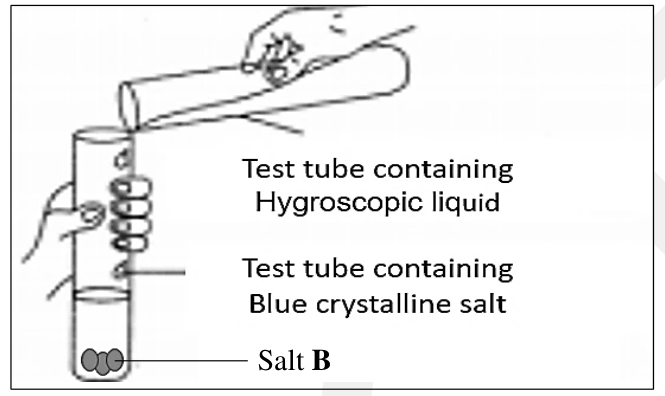 Test tube containing
Hygroscopic liquid
Test tube containing
Blue crystalline salt
Salt B